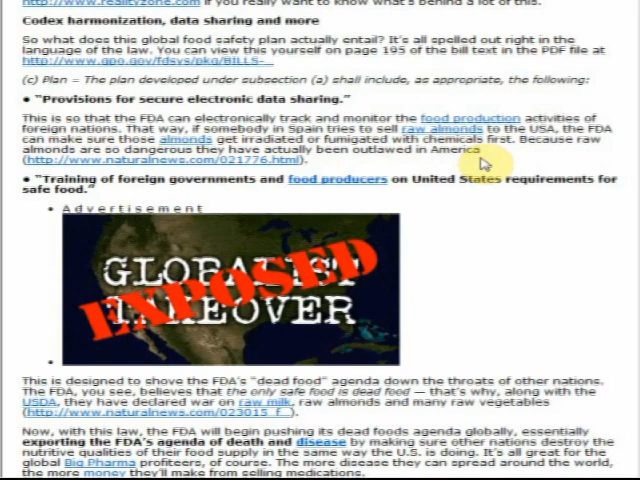 http://www.realityzone.com if you really want to know what's behind a lot of this.
Codex harmonization, data sharing and more
So what does this global food safety plan actually entail? It's all spelled out right in the
language of the law. You can view this yourself on page 195 of the bill text in the PDF file at
http://www.gpo.gov/fdsys/pkg/BILLS-...
(c) Plan = The plan developed under subsection (a) shall include, as appropriate, the following:
● "Provisions for secure electronic data sharing."
This is so that the FDA can electronically track and monitor the food production activities of
foreign nations. That way, if somebody in Spain tries to sell raw almonds to the USA, the FDA
can make sure those almonds get irradiated or fumigated with chemicals first. Because raw
almonds are so dangerous they have actually been outlawed in America
(http://www.naturalnews.com/021776.html).
● "Training of foreign governments and food producers on United States requirements for
safe food."
• Advertisement
GLOBALIST
TAKEOVER
EXPOSED
•
This is designed to shove the FDA's "dead food" agenda down the throats of other nations.
The FDA, you see, believes that the only safe food is dead food — that's why, along with the
USDA, they have declared war on raw milk, raw almonds and many raw vegetables
(http://www.naturalnews.com/023015_f...).
Now, with this law, the FDA will begin pushing its dead foods agenda globally, essentially
exporting the FDA's agenda of death and disease by making sure other nations destroy the
nutritive qualities of their food supply in the same way the U.S. is doing. It's all great for the
global Big Pharma profiteers, of course. The more disease they can spread around the world,
the more money they'll make from selling medications.